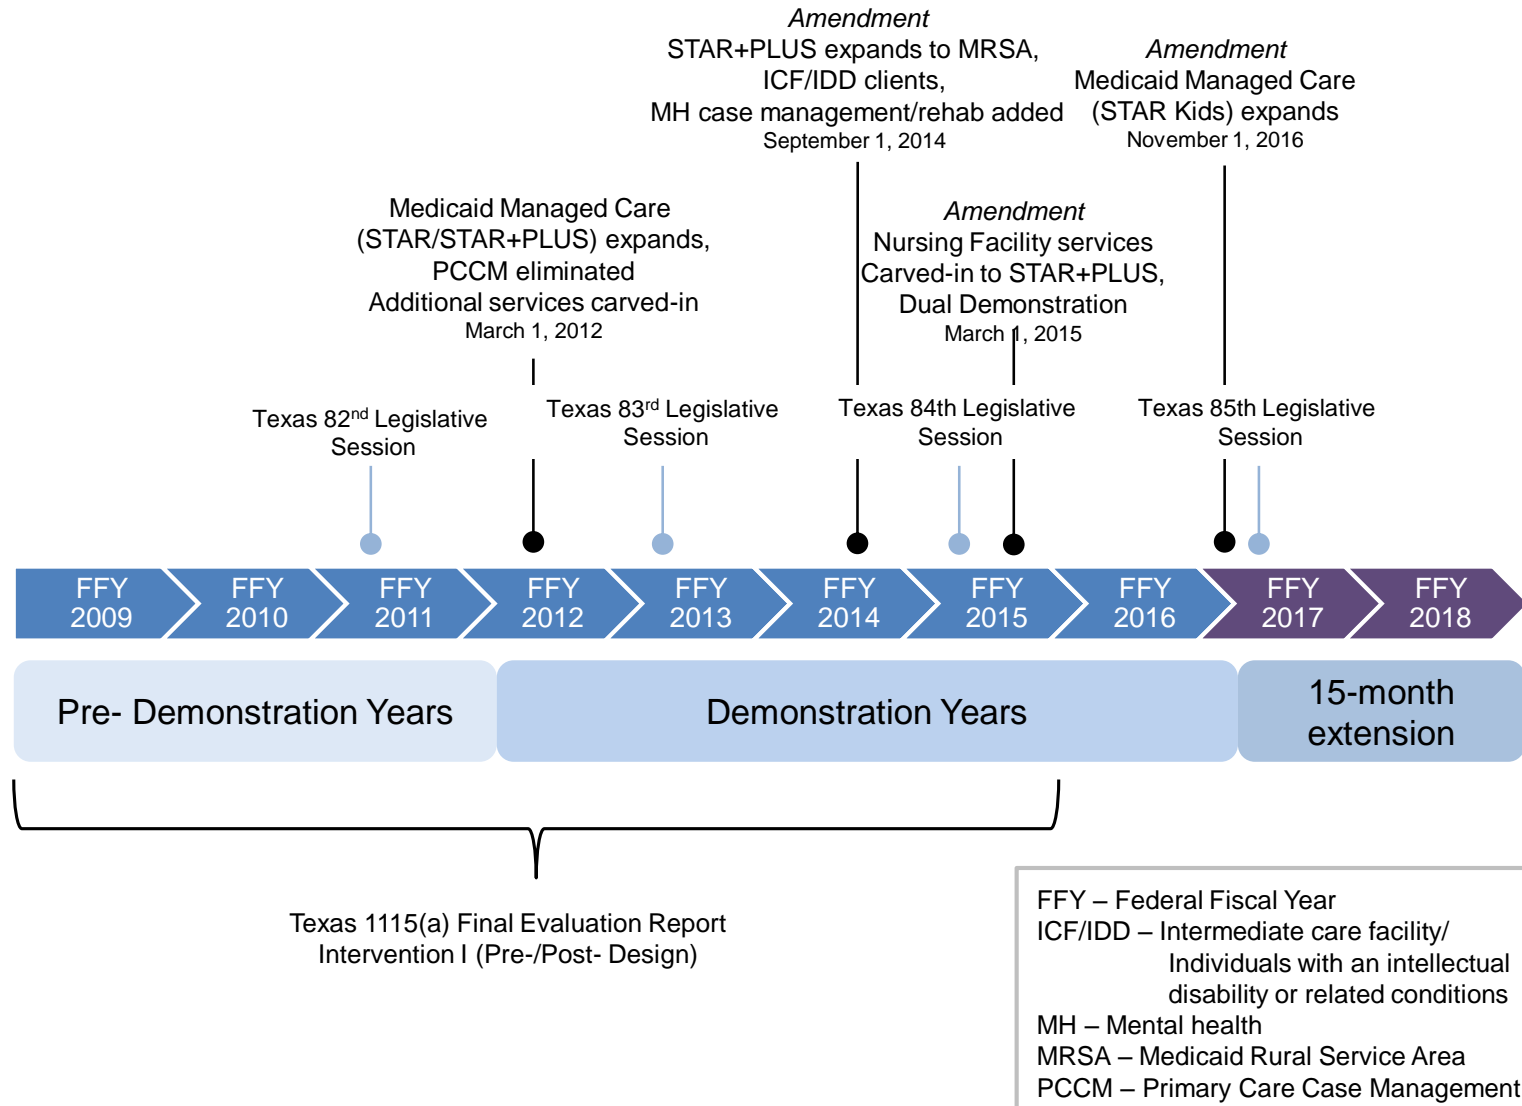 Amendment
STAR+PLUS expands to MRSA,
ICF/IDD clients,
MH case management/rehab added
September 1, 2014
Amendment
Medicaid Managed Care
(STAR Kids) expands
November 1, 2016
Medicaid Managed Care
(STAR/STAR+PLUS) expands,
PCCM eliminated
Additional services carved-in
March 1, 2012
Amendment
Nursing Facility services
Carved-in to STAR+PLUS,
Dual Demonstration
March 1, 2015
Texas 82nd Legislative
Session
Texas 83rd Legislative
Session
Texas 84th Legislative
Session
Texas 85th Legislative
Session
FFY
2009
FFY
2010
FFY
2011
FFY
2012
FFY
2013
FFY
2014
FFY
2015
FFY
2016
FFY
2017
FFY
2018
Pre- Demonstration Years
Demonstration Years
15-month
extension
Texas 1115(a) Final Evaluation Report
Intervention I (Pre-/Post- Design)
FFY – Federal Fiscal Year
ICF/IDD – Intermediate care facility/
Individuals with an intellectual
disability or related conditions
MH – Mental health
MRSA – Medicaid Rural Service Area
PCCM – Primary Care Case Management